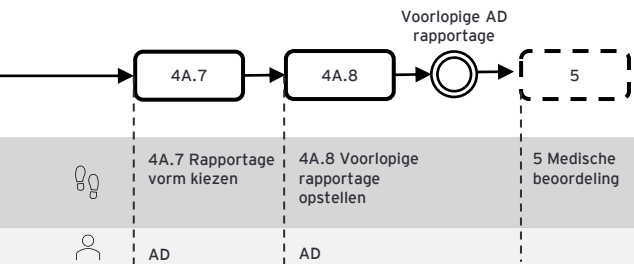 Voorlopige AD
rapportage
4A.7
4A.8
5
4A.7 Rapportage
vorm kiezen
4A.8 Voorlopige
rapportage
opstellen
5 Medische
beoordeling
AD
AD